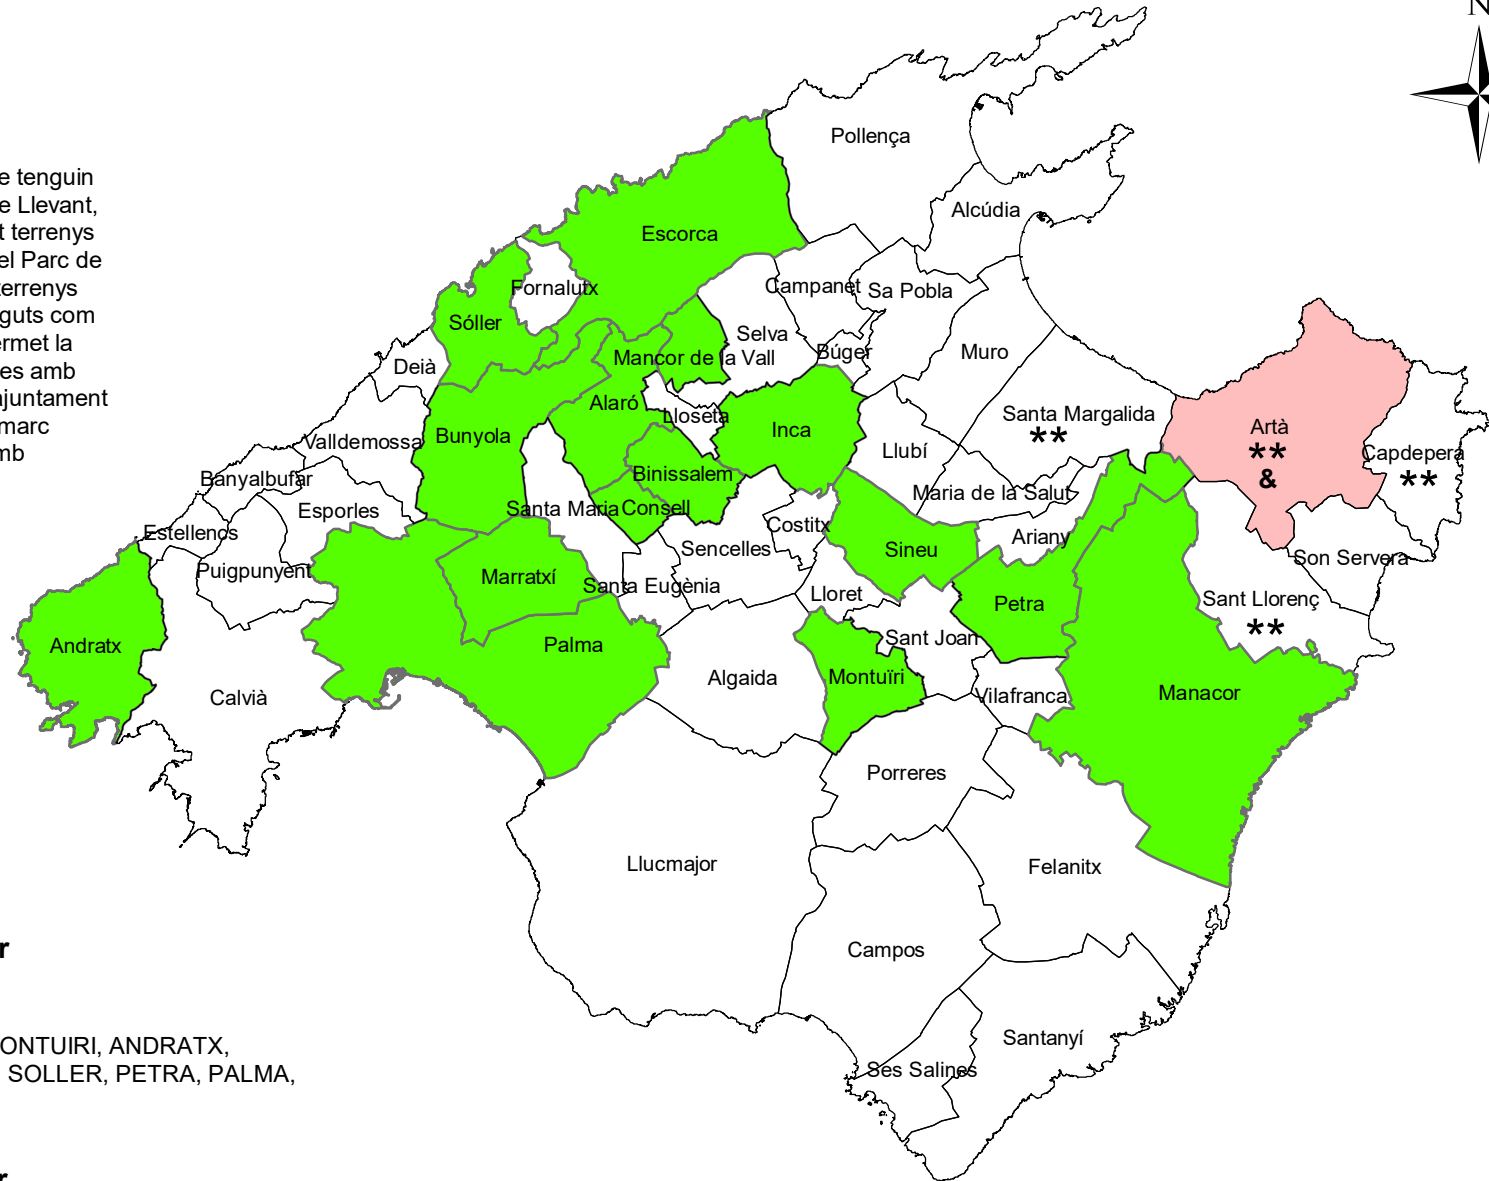 N
e tenguin
e Llevant,
t terrenys
el Parc de
terrenys
guts com
ermet la
es amb
ajuntament
marc
mb
Pollença
Alcúdia
Escorca
Fornalutx
Campanet
Sa Pobla
Sóller
Selva
Mancor de la Vall
Búger
Muro
Deià
Alaró
Lloseta
Inca
Santa Margalida
**
Artà
**
&
Capdepera
**
Valldemossa
Bunyola
Llubí
Banyalbufar
Binissalem
Maria de la Salut
Esporles
Santa Maria
Consell
Costitx
Estellencs
Sencelles
Sineu
Ariany
Son Servera
Puigpunyent
Marratxí
Santa Eugènia
Lloret
Petra
Sant Llorenç
**
Andratx
Palma
Sant Joan
Calvià
Algaida
Montuïri
Vilafranca
Manacor
Porreres
Llucmajor
Felanitx
Campos
Santanyí
Ses Salines
r
ONTUIRI, ANDRATX,
SOLLER, PETRA, PALMA,
r